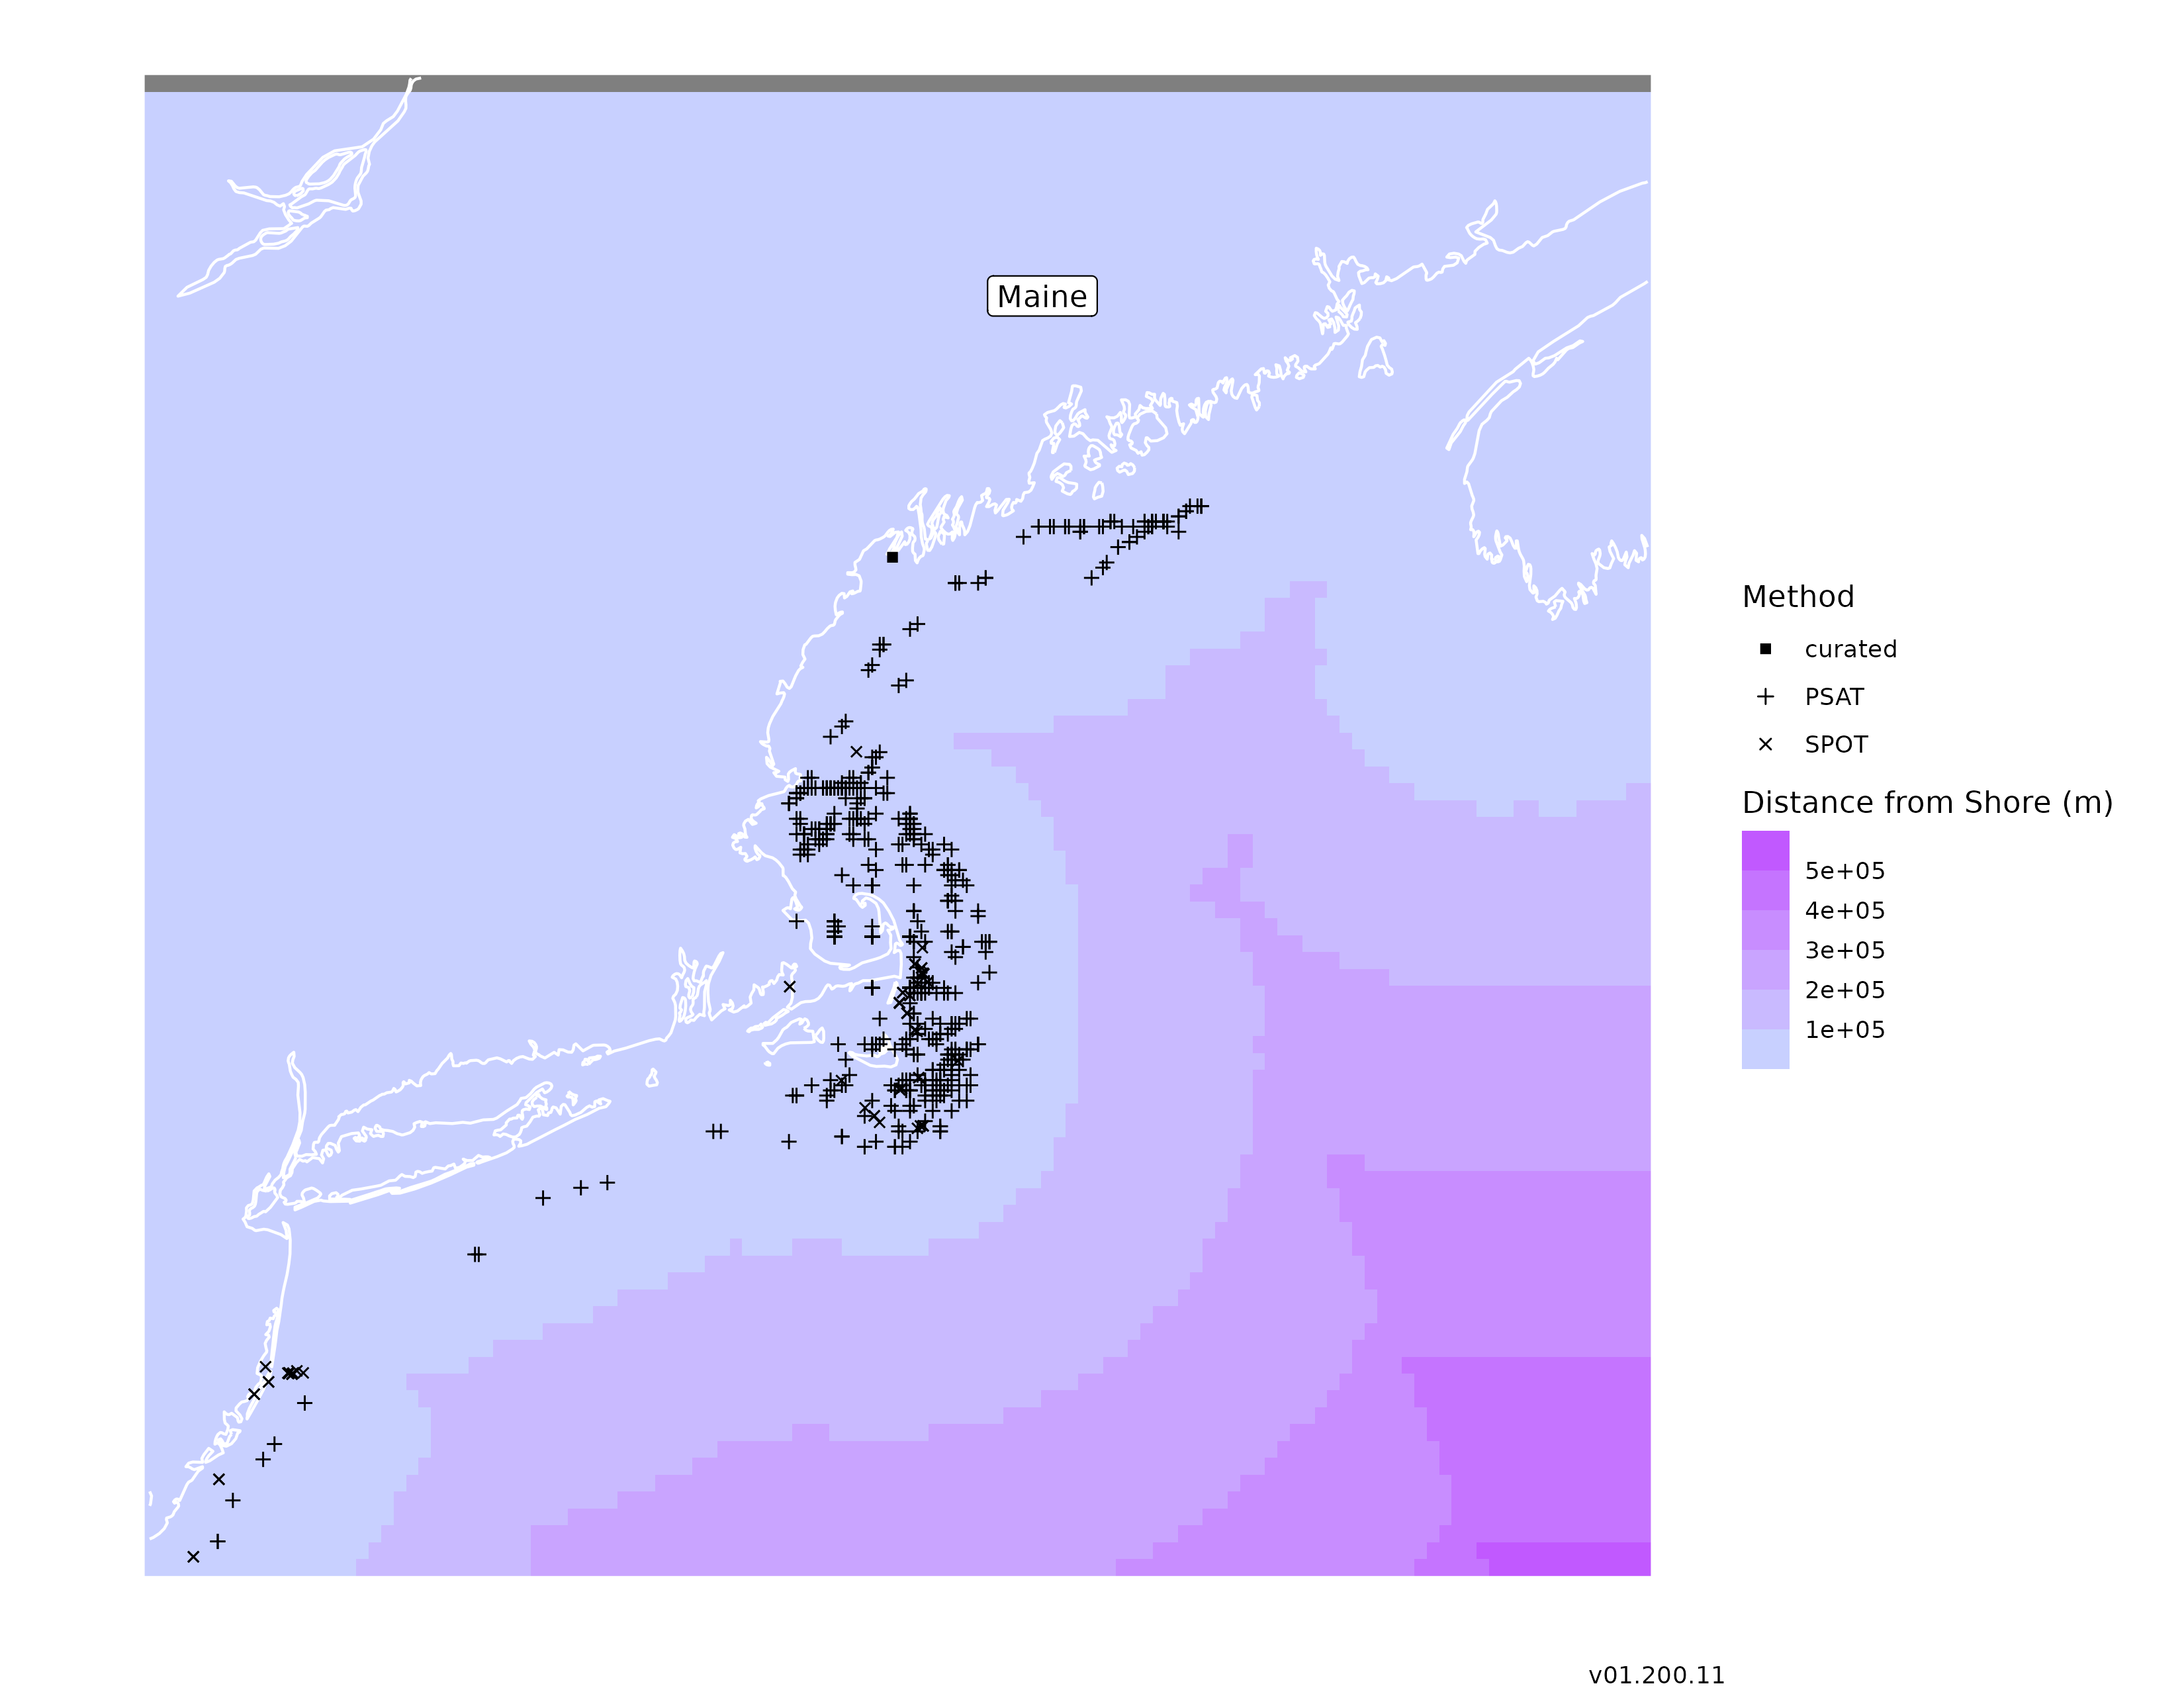 Maine
Method
curated
PSAT
SPOT
Distance from Shore (m)
5e+05
4e+05
3e+05
2e+05
1e+05
v01.200.11